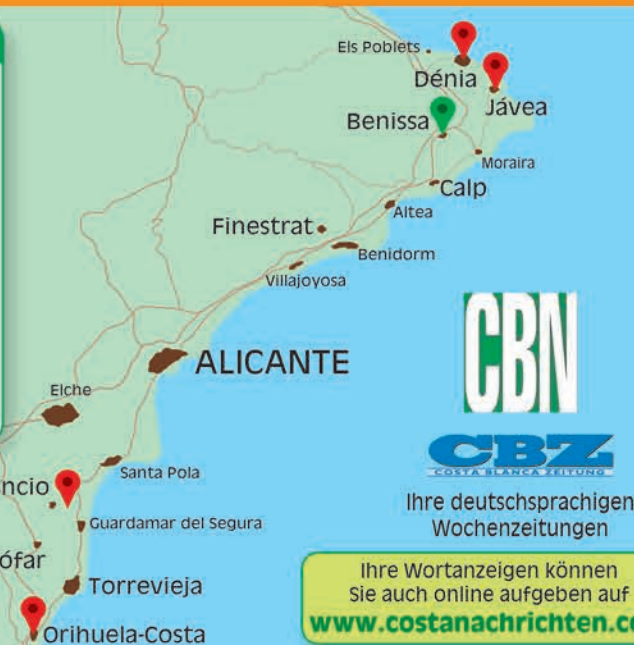 Els Poblets
Dénia
Jávea
Benissa
Moraira
Calp
Altea
Finestrat
Benidorm
Villajoyosa
ALICANTE
Elche
CBN
CBZ
COSTA BLANCA ZEITUNG
Santa Pola
ncio
Guardamar del Segura
ófar
Torrevieja
Orihuela-Costa
Ihre deutschsprachigen
Wochenzeitungen
Ihre Wortanzeigen können
Sie auch online aufgeben auf
www.costanachrichten.co